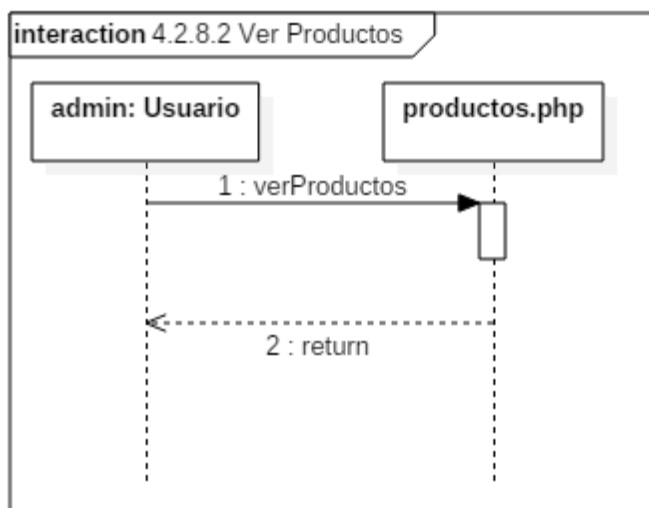 interaction 4.2.8.2 Ver Productos
admin: Usuario
productos.php
1 : verProductos
2 : return